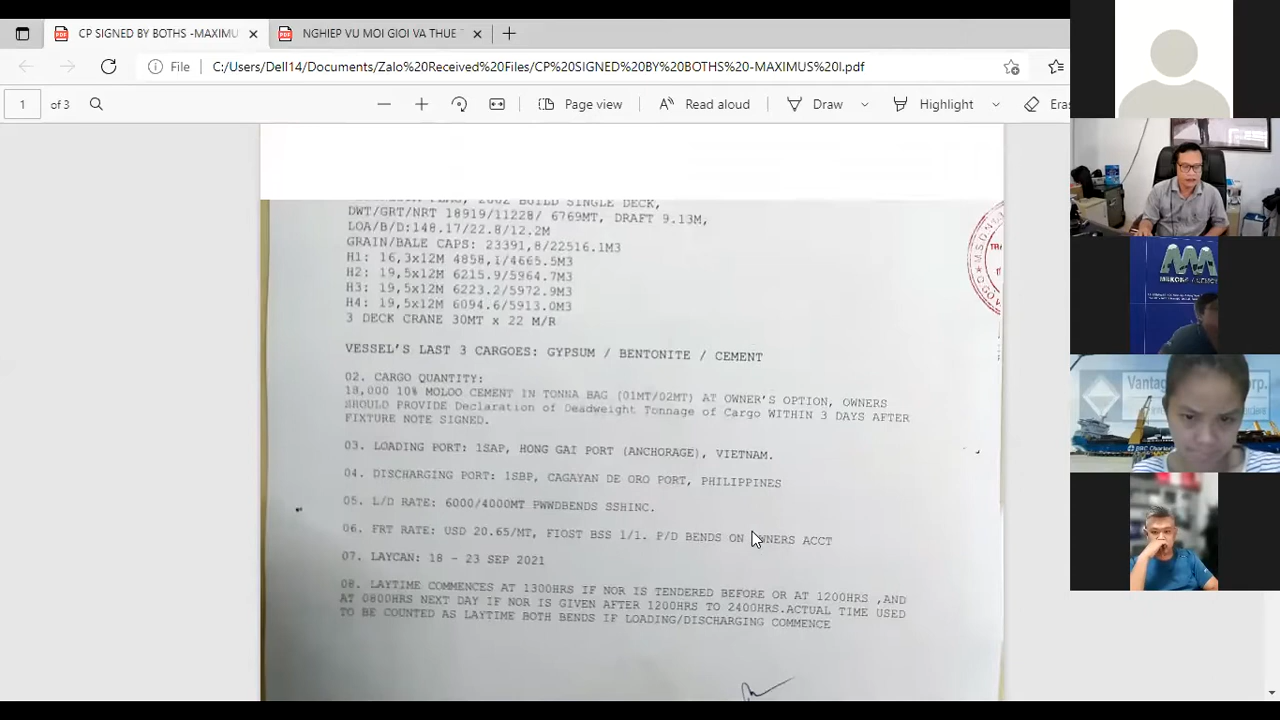 CP SIGNED BY BOTHS -MAXIMU
NGHIEP VU MOI GIOI VA THUE T
File C:/Users/Dell14/Documents/Zalo%20Received%20Files/CP%20SIGNED%20BY%20BOTHS%20-MAXIMUS%20I.pdf
1 of 3 Page view Read aloud Draw Highlight Eras
2002 BUILD SINGLE DECK,
DWT/GRT/NRT 18919/11228/ 6769MT, DRAFT 9.13M,
LOA/B/D:148.17/22.8/12.2M
GRAIN/BALE CAPS: 23391,8/22516.1M3
H1: 16,3x12M 4858,1/4665.5M3
H2: 19,5x12M 6215.9/5964.7M3
H3: 19,5x12M /5972.9M3
H4: 19,5x12M /5913.0M3
3 DECK CRANE 30MT x 22 M/R
VESSEL'S LAST 3 CARGOES: GYPSUM / BENTONITE / CEMENT
02. CARGO QUANTITY:
18,000 10% MOLOO CEMENT IN TONNA BAG (01MT/02MT) AT OWNER'S OPTION, OWNERS
SHOULD PROVIDE Declaration of Deadweight Tonnage of Cargo WITHIN 3 DAYS AFTER
FIXTURE NOTE SIGNED.
03. LOADING PORT: 1SAP, HONG GAI PORT (ANCHORAGE), VIETNAM.
04. DISCHARGING PORT: 1SBP, CAGAYAN DE ORO PORT, PHILIPPINES
05. L/D RATE: 6000/4000MT PWWDBENDS SSHINC.
06. FRT RATE: USD 20.65/MT, FIOST BSS 1/1. P/D BENDS ON OWNERS ACCT
07. LAYCAN: 18 - 23 SEP 2021
08. LAYTIME COMMENCES AT 1300HRS IF NOR IS TENDERED BEFORE OR AT 1200HRS ,AND
AT 0800HRS NEXT DAY IF NOR IS GIVEN AFTER 1200HRS TO 2400HRS.ACTUAL TIME USED
TO BE COUNTED AS LAYTIME BOTH BENDS IF LOADING/DISCHARGING COMMENCE